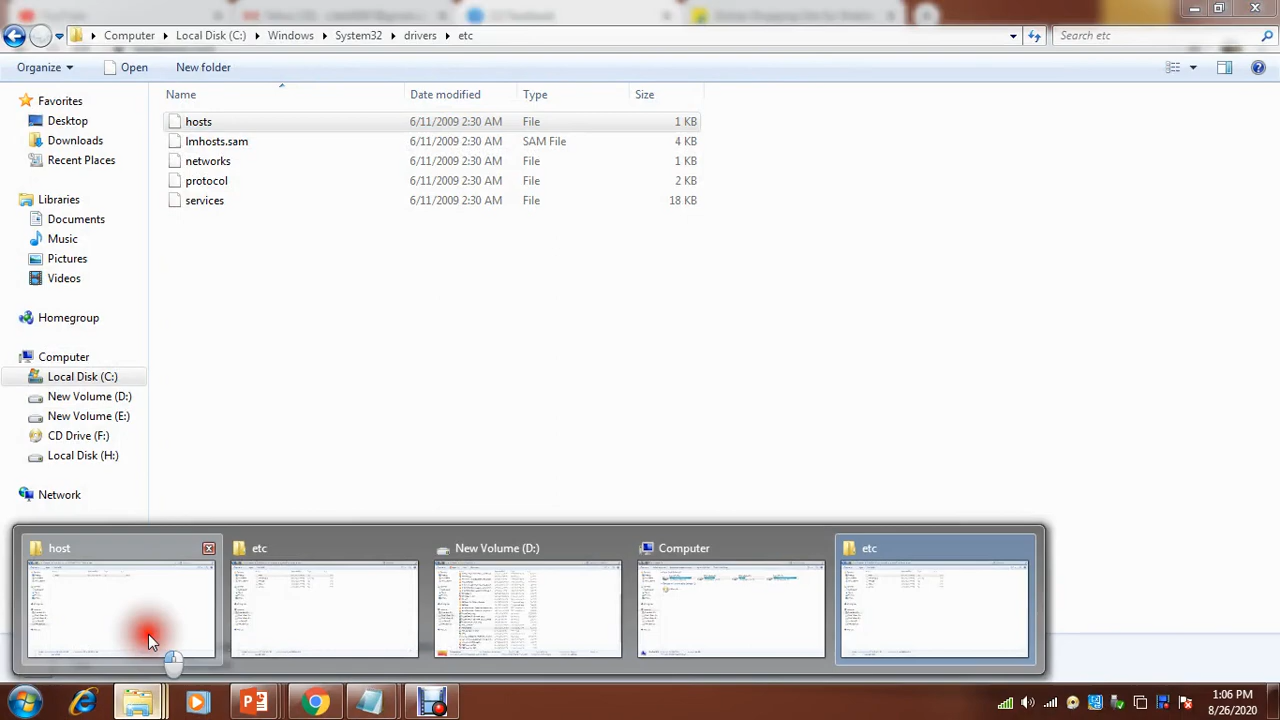 Computer Local Disk (C:) Windows System32 drivers etc Search etc
Organize Open New folder
Name Date modified Type Size
Favorites
Desktop
Downloads
Recent Places
Libraries
Documents
Music
Pictures
Videos
Homegroup
Computer
Local Disk (C:)
New Volume (D:)
New Volume (E:)
CD Drive (F:)
Local Disk (H:)
Network
hosts 6/11/2009 2:30 AM File 1 KB
lmhosts.sam 6/11/2009 2:30 AM SAM File 4 KB
networks 6/11/2009 2:30 AM File 1 KB
protocol 6/11/2009 2:30 AM File 2 KB
services 6/11/2009 2:30 AM File 18 KB
host etc New Volume (D:) Computer etc
1:06 PM
8/26/2020